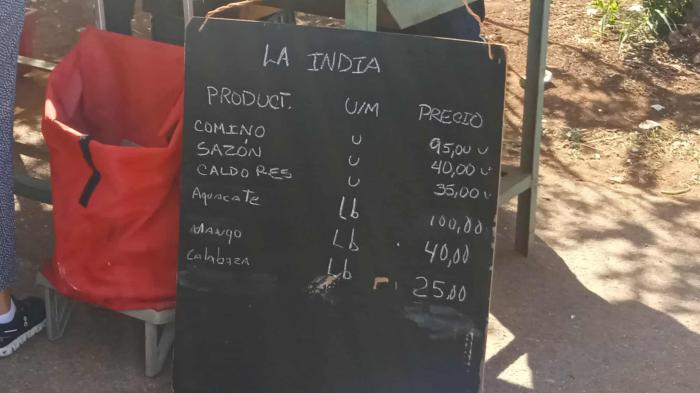 LA INDIA
PRODUCT. U/M PRECIO
COMINO U 95,00 U
SAZÓN U 40,00 U
CALDO RES U 35,00 U
Aguacate Lb 100,00
Mango Lb 40,00
Calabaza Lb 25,00